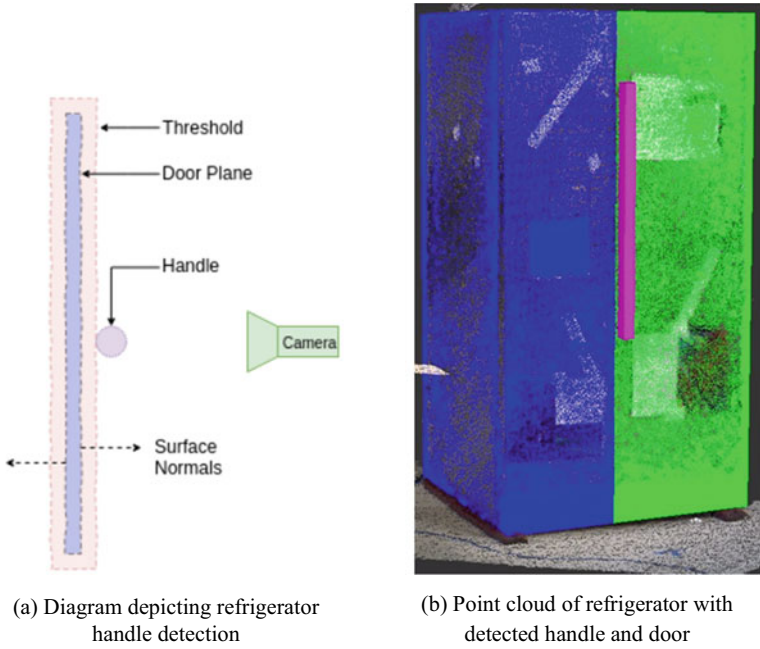 Threshold
Door Plane
Handle
Camera
Surface
Normals
(a) Diagram depicting refrigerator
handle detection
(b) Point cloud of refrigerator with
detected handle and door